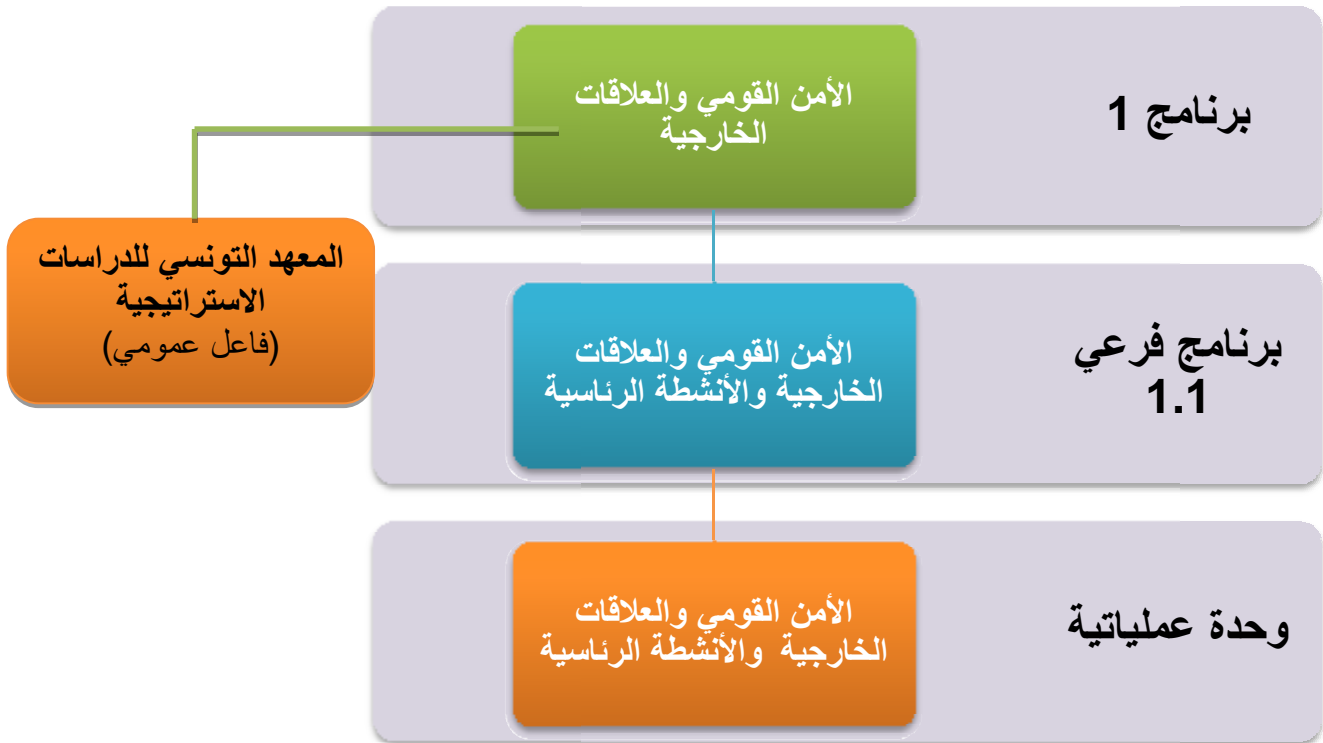 برنامج 1
الأمن القومي والعلاقات
الخارجية
المعهد التونسي للدراسات
الاستراتيجية
(فاعل عمومي)
برنامج فرعي
1.1
الأمن القومي والعلاقات
الخارجية والأنشطة الرئاسية
وحدة عملياتية
الأمن القومي والعلاقات
الخارجية والأنشطة الرئاسية